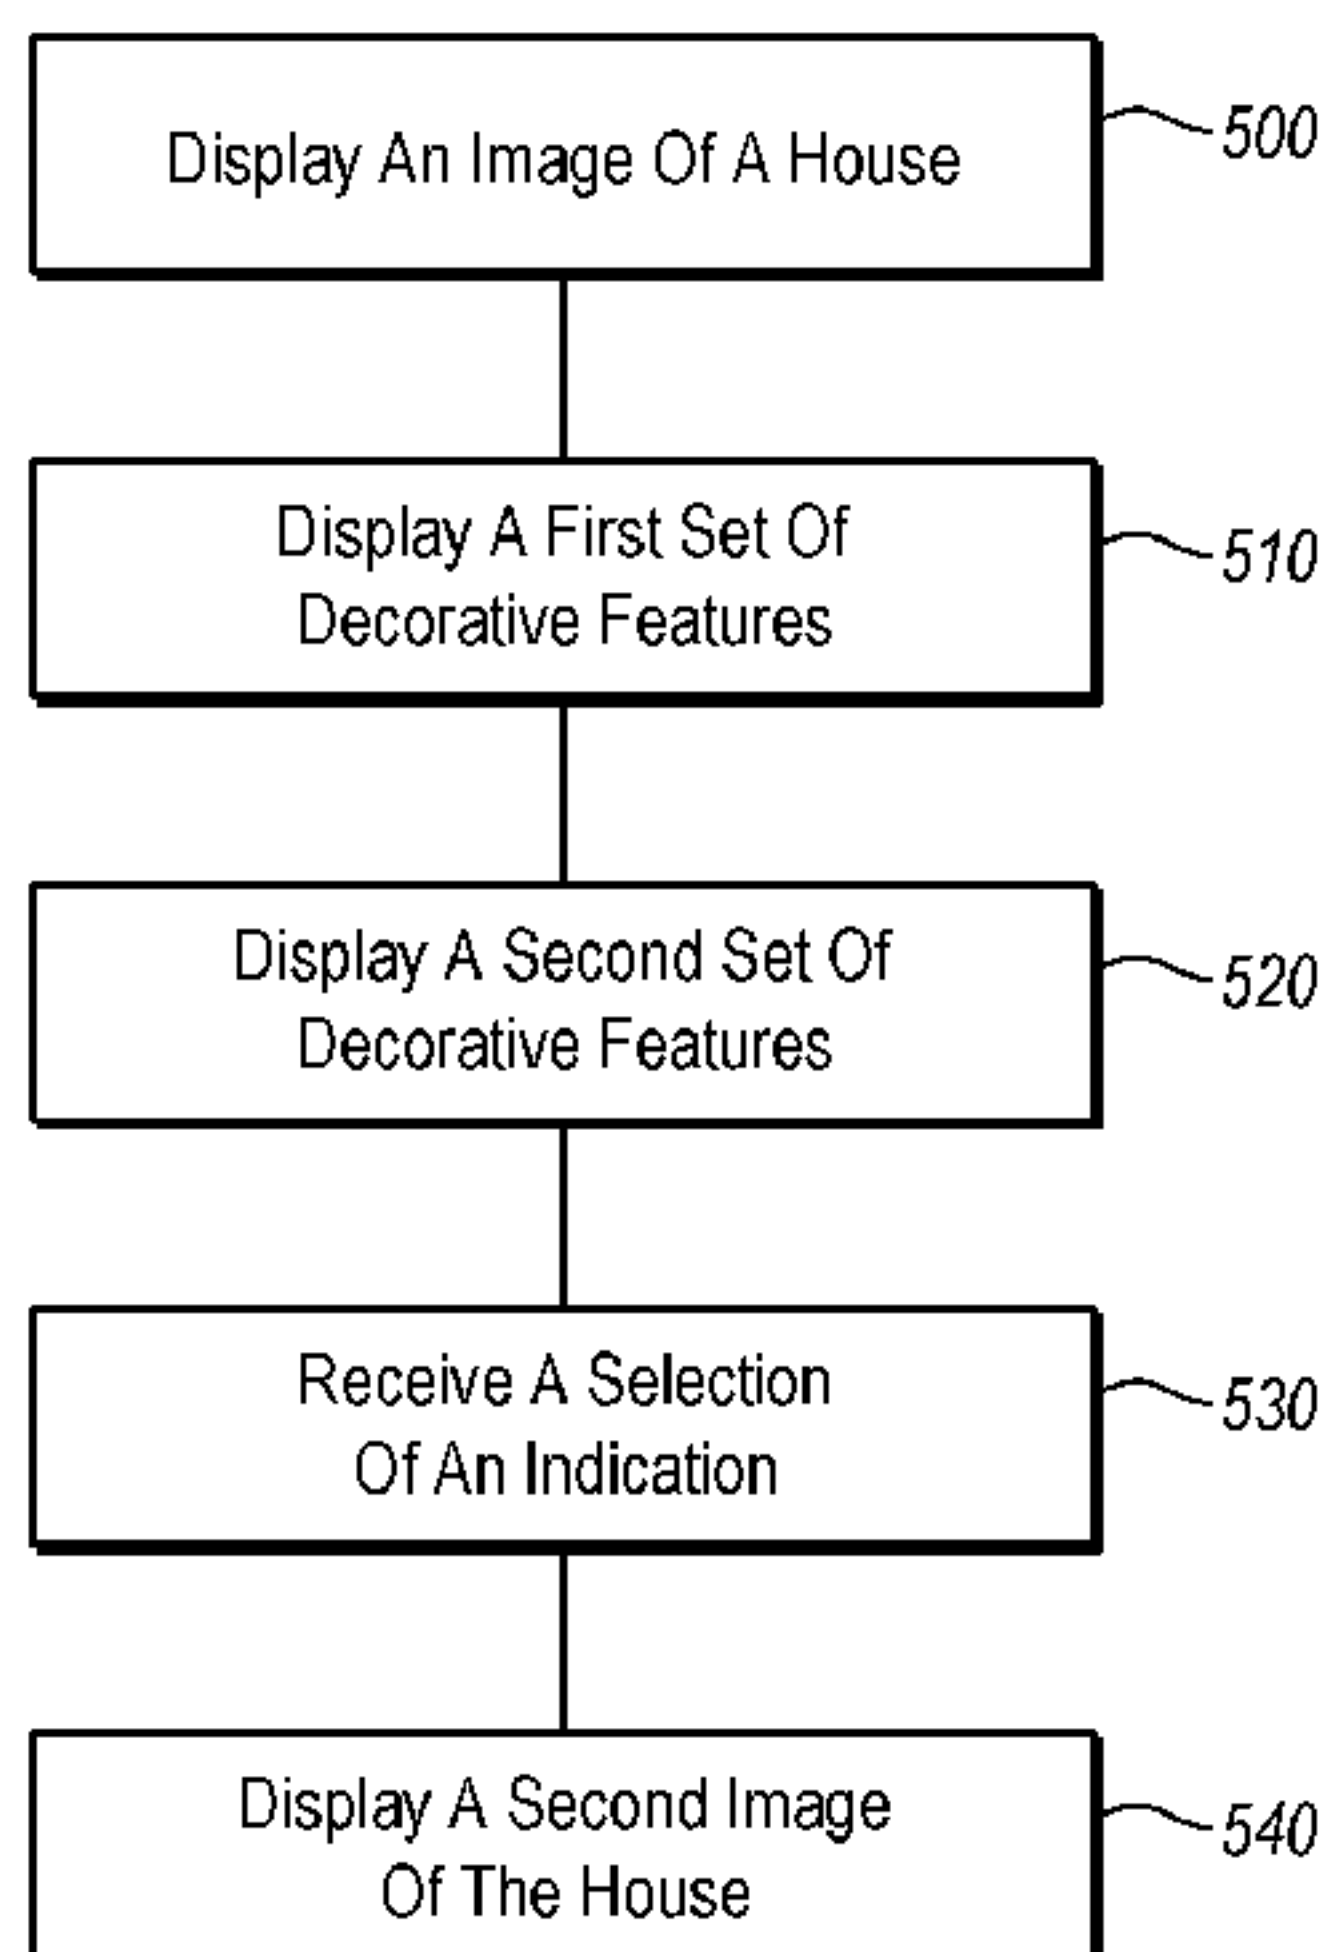 Display An Image Of A House
500
Display A First Set Of
Decorative Features
510
Display A Second Set Of
Decorative Features
520
Receive A Selection
Of An Indication
530
Display A Second Image
Of The House
540